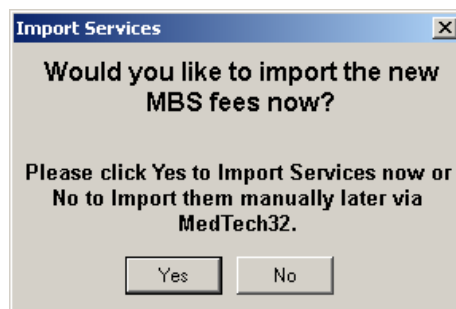 Import Services
Would you like to import the new
MBS fees now?
Please click Yes to Import Services now or
No to Import them manually later via
MedTech32.
Yes No